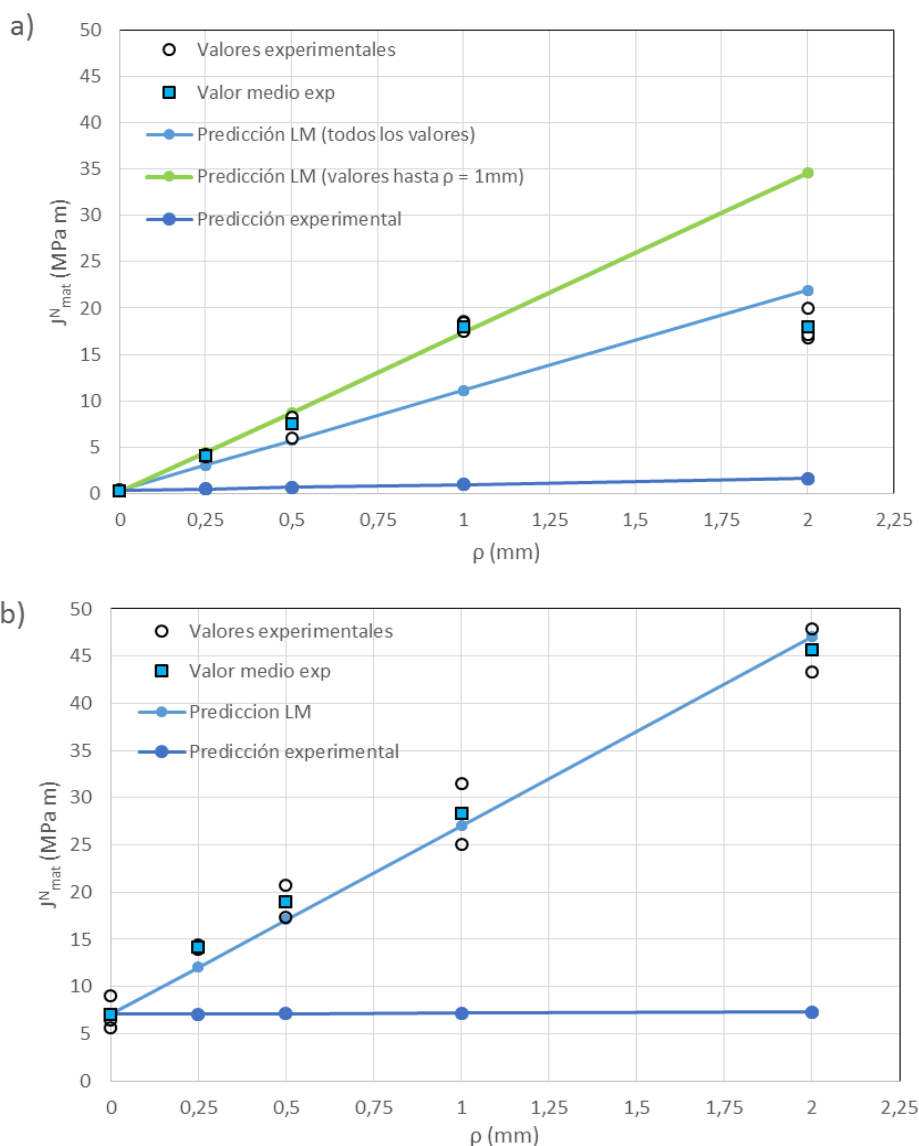 a)
50
45
40
35
30
25
20
15
10
5
0
J^N_mat (MPa m)
Valores experimentales
Valor medio exp
Predicción LM (todos los valores)
Predicción LM (valores hasta ρ = 1mm)
Predicción experimental
0 0,25 0,5 0,75 1 1,25 1,5 1,75 2 2,25
ρ (mm)
b)
50
45
40
35
30
25
20
15
10
5
0
J^N_mat (MPa m)
Valores experimentales
Valor medio exp
Prediccion LM
Predicción experimental
0 0,25 0,5 0,75 1 1,25 1,5 1,75 2 2,25
ρ (mm)